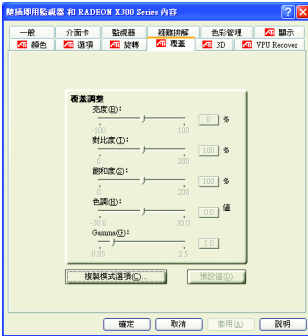 隨插即用監視器 和 RADEON X300 Series 內容
一般 介面卡 監視器 疑難排解 色彩管理 顯示
顏色 選項 旋轉 覆蓋 3D VPU Recover
覆蓋調整
亮度(B):
0 %
-100 100
對比度(T):
100 %
0 200
飽和度(S):
100 %
0 200
色調(H):
0.0 值
-30.0 30.0
Gamma(G):
1.0
0.85 2.5
複製模式選項(C)... 預設值(D)
確定 取消 套用(A) 說明